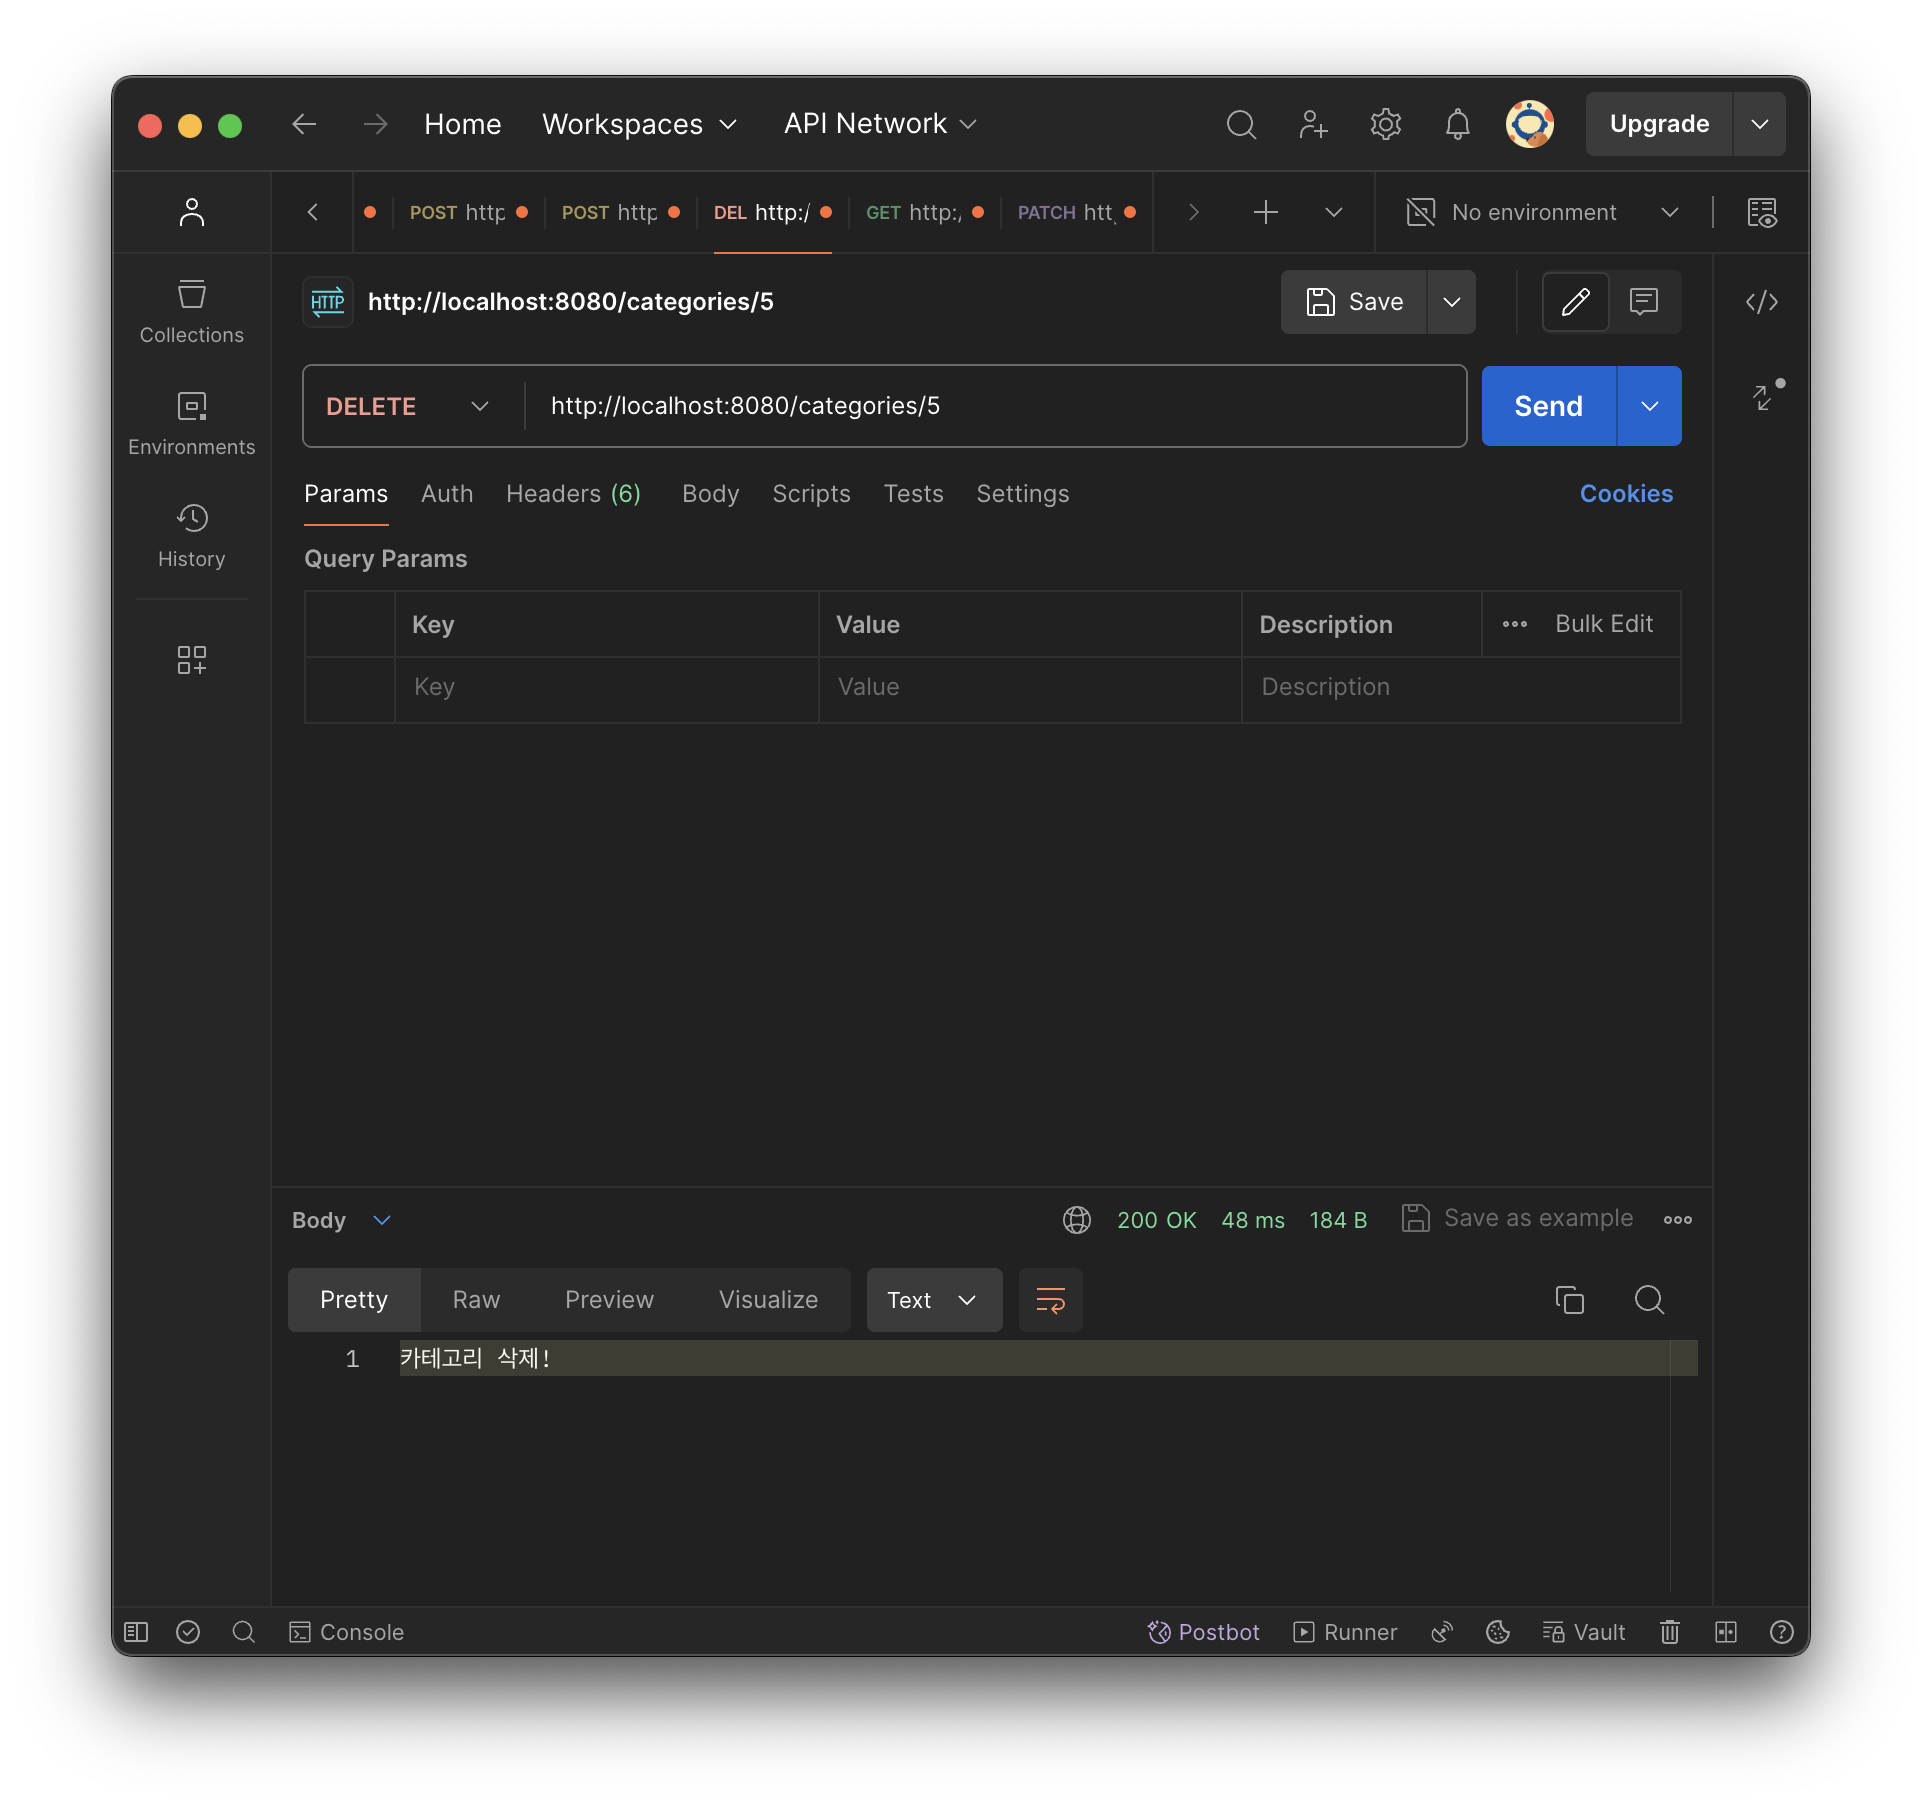 Home Workspaces API Network Upgrade
POST http DEL http:/ GET http: PATCH htt No environment
POST http
HTTP http://localhost:8080/categories/5 Save
Collections
DELETE http://localhost:8080/categories/5 Send
Environments
Params Auth Headers (6) Body Scripts Tests Settings Cookies
History
Query Params
Key Value Description Bulk Edit
Key Value Description
Body 200 OK 48 ms 184 B Save as example
Pretty Raw Preview Visualize Text
1 카테고리 삭제!
Console Postbot Runner Vault